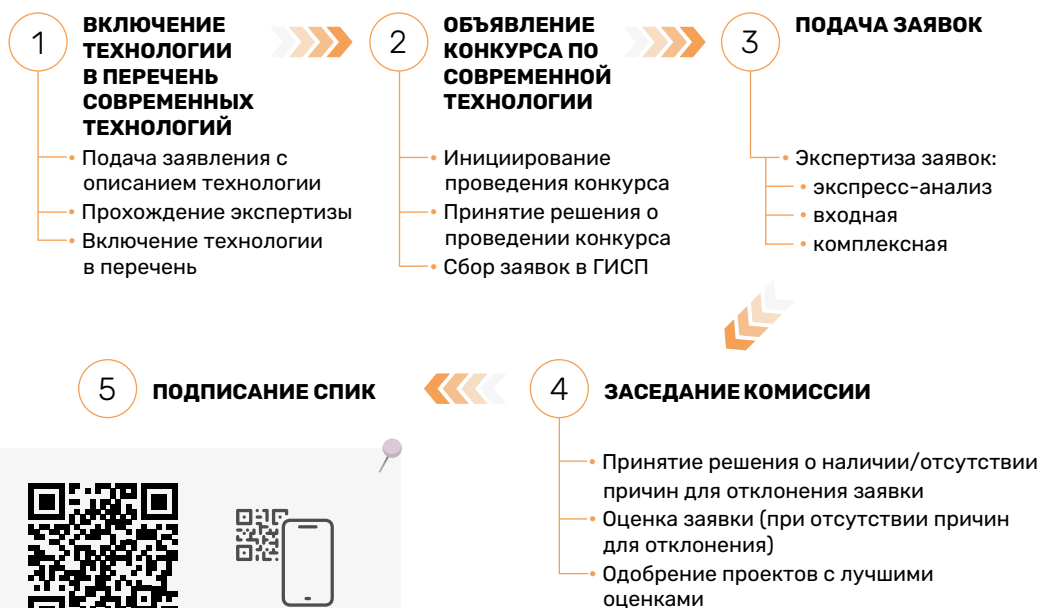 1
ВКЛЮЧЕНИЕ
ТЕХНОЛОГИИ
В ПЕРЕЧЕНЬ
СОВРЕМЕННЫХ
ТЕХНОЛОГИЙ
• Подача заявления с
описанием технологии
• Прохождение экспертизы
• Включение технологии
в перечень
2
ОБЪЯВЛЕНИЕ
КОНКУРСА ПО
СОВРЕМЕННОЙ
ТЕХНОЛОГИИ
• Инициирование
проведения конкурса
• Принятие решения о
проведении конкурса
• Сбор заявок в ГИСП
3
ПОДАЧА ЗАЯВОК
• Экспертиза заявок:
• экспресс-анализ
• входная
• комплексная
4
ЗАСЕДАНИЕ КОМИССИИ
• Принятие решения о наличии/отсутствии
причин для отклонения заявки
• Оценка заявки (при отсутствии причин
для отклонения)
• Одобрение проектов с лучшими
оценками
5
ПОДПИСАНИЕ СПИК